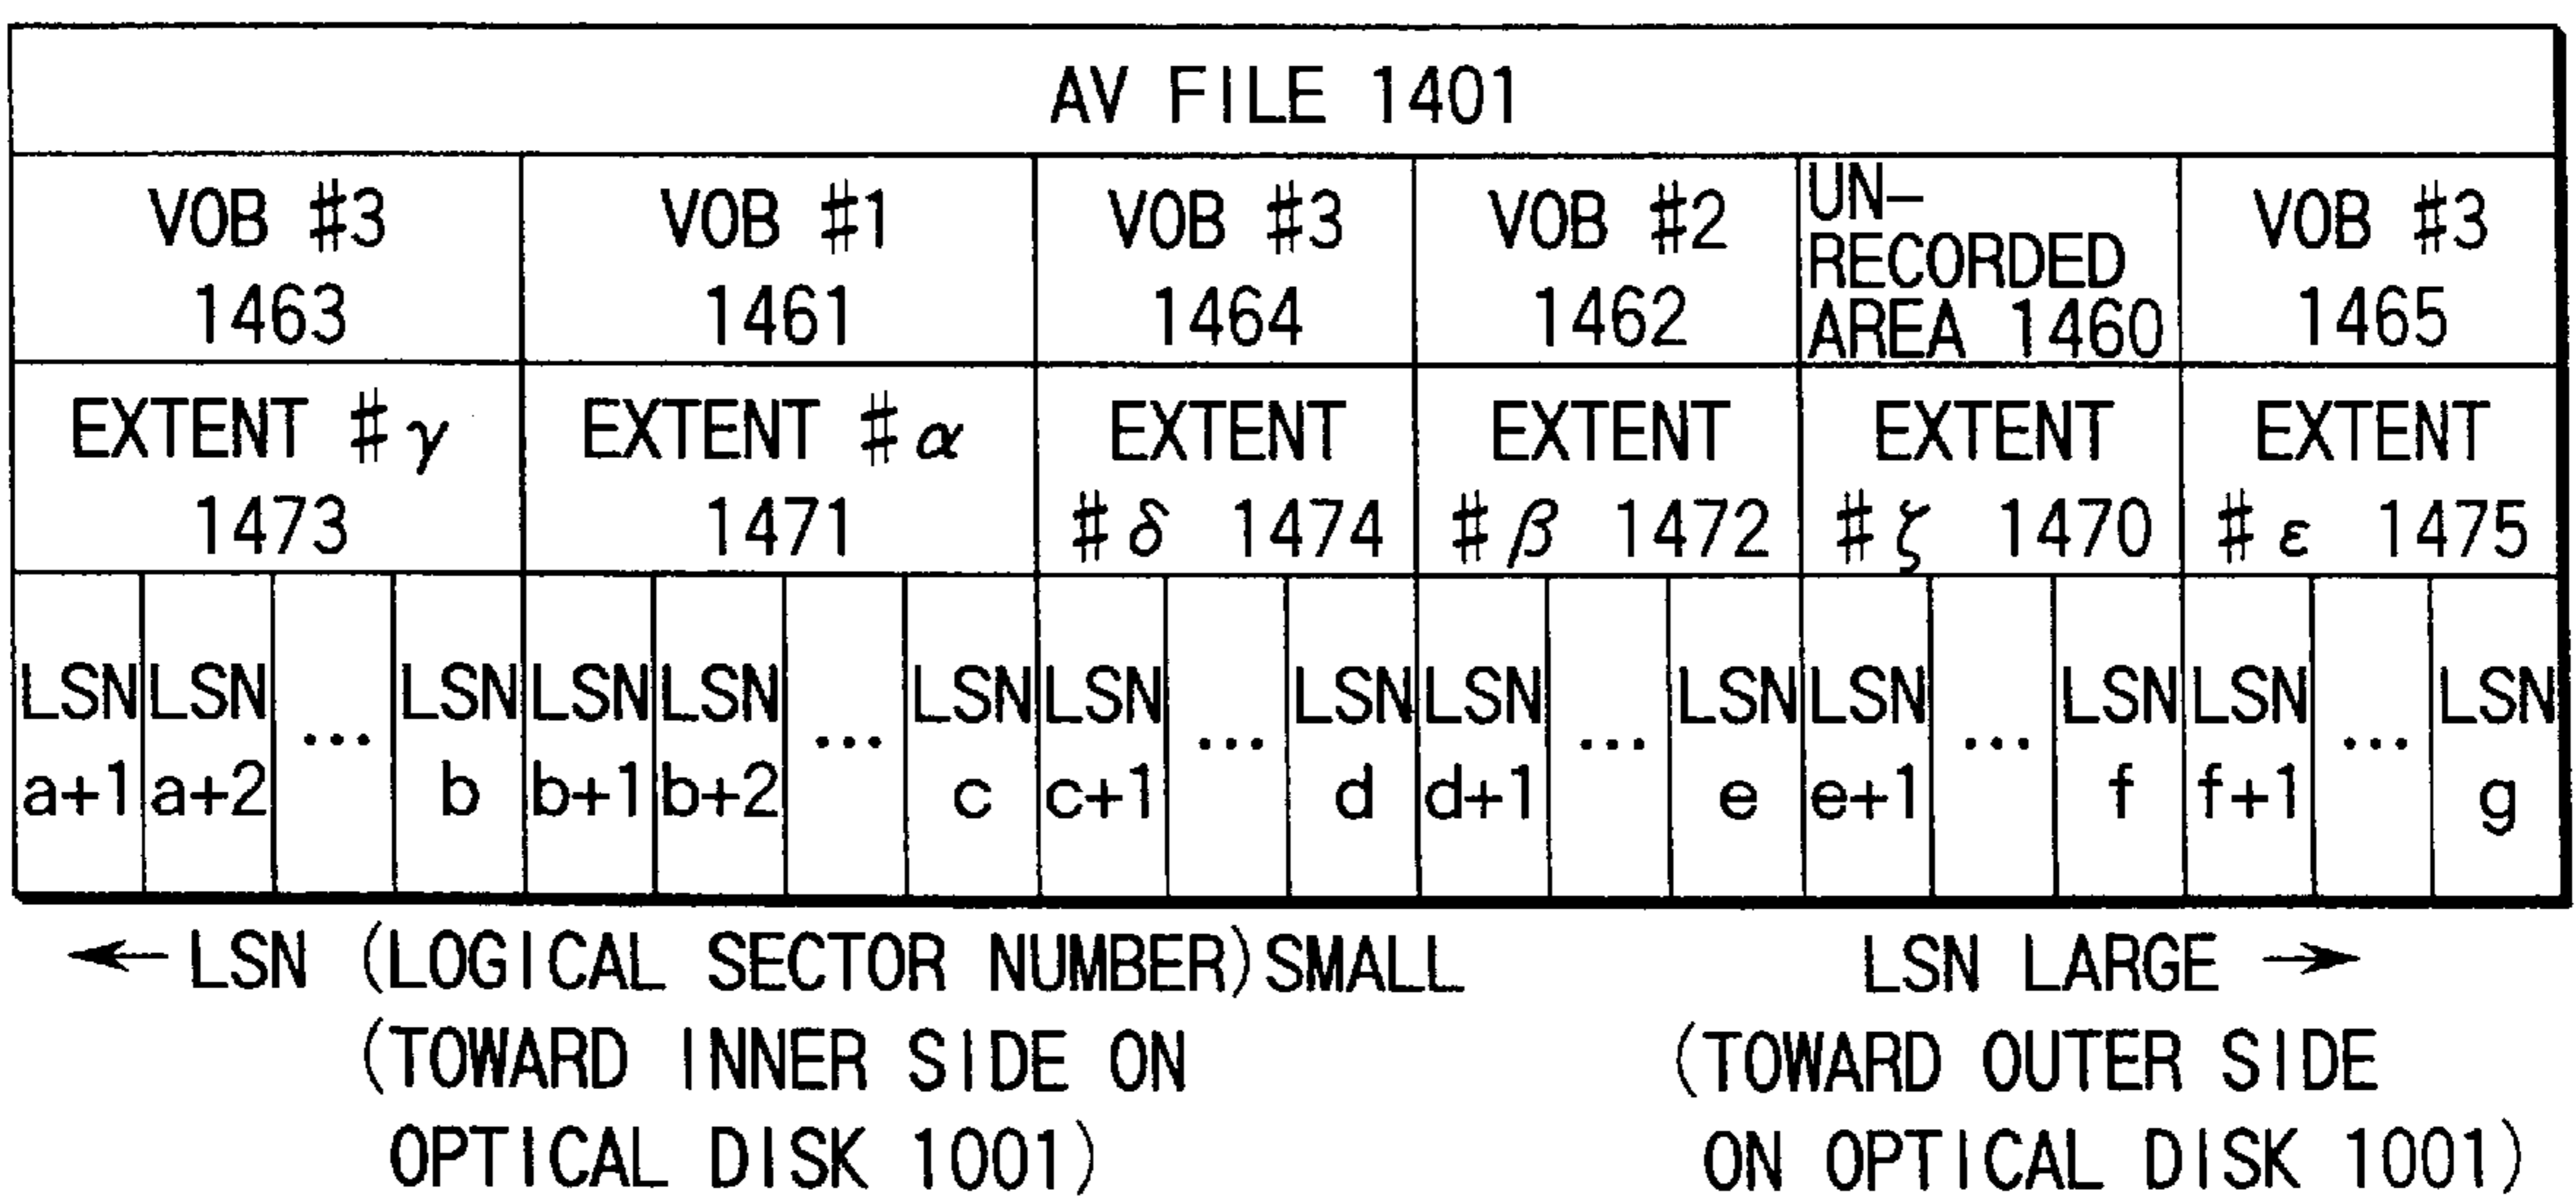 AV FILE 1401
VOB #3
1463
VOB #1
1461
VOB #3
1464
VOB #2
1462
UN-
RECORDED
AREA 1460
VOB #3
1465
EXTENT #γ
1473
EXTENT #α
1471
EXTENT
#δ 1474
EXTENT
#β 1472
EXTENT
#ζ 1470
EXTENT
#ε 1475
LSN
a+1
LSN
a+2
...
LSN
b
LSN
b+1
LSN
b+2
...
LSN
c
LSN
c+1
...
LSN
d
LSN
d+1
...
LSN
e
LSN
e+1
...
LSN
f
LSN
f+1
...
LSN
g
← LSN (LOGICAL SECTOR NUMBER) SMALL
(TOWARD INNER SIDE ON
OPTICAL DISK 1001)
LSN LARGE →
(TOWARD OUTER SIDE
ON OPTICAL DISK 1001)